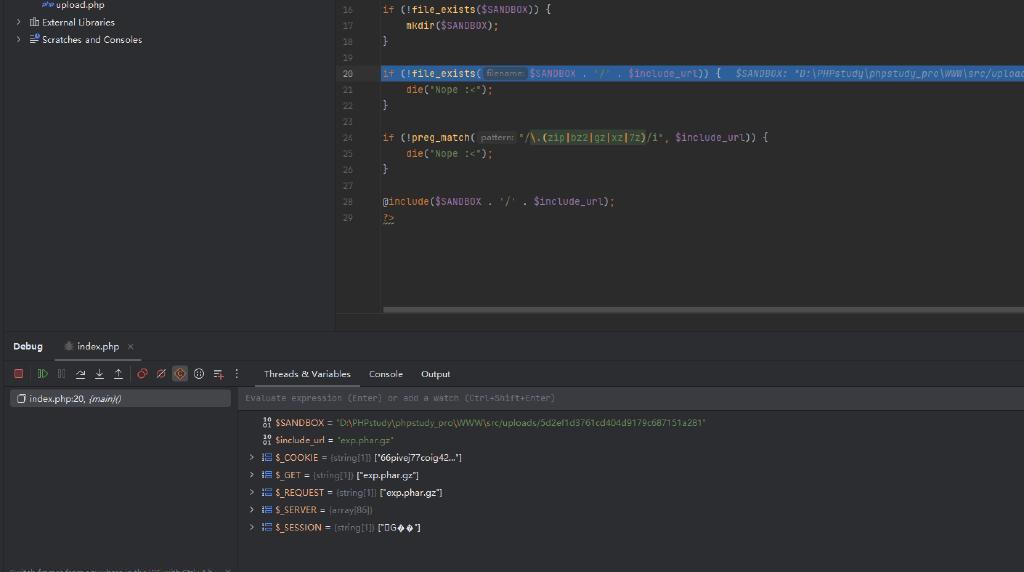 php upload.php
External Libraries
Scratches and Consoles
16 if (!file_exists($SANDBOX)) {
17 mkdir($SANDBOX);
18 }
19
20 if (!file_exists( filename: $SANDBOX . '/' . $include_url)) { $SANDBOX: "D:\PHPstudy\phpstudy_pro\WWW\src/uploa
21 die("Nope :<");
22 }
23
24 if (!preg_match( pattern: "/\.(zip|bz2|gz|xz|7z)/i", $include_url)) {
25 die("Nope :<");
26 }
27
28 @include($SANDBOX . '/' . $include_url);
29 ?>
Debug index.php
Threads & Variables Console Output
index.php:20, {main}()
Evaluate expression (Enter) or add a watch (Ctrl+Shift+Enter)
$SANDBOX = "D:\PHPstudy\phpstudy_pro\WWW\src/uploads/5d2ef1d3761cd404d9179c687151a281"
$include_url = "exp.phar.gz"
$_COOKIE = {string[1]} ["66pivej77coig42..."]
$_GET = {string[1]} ["exp.phar.gz"]
$_REQUEST = {string[1]} ["exp.phar.gz"]
$_SERVER = {array[86]}
$_SESSION = {string[1]}